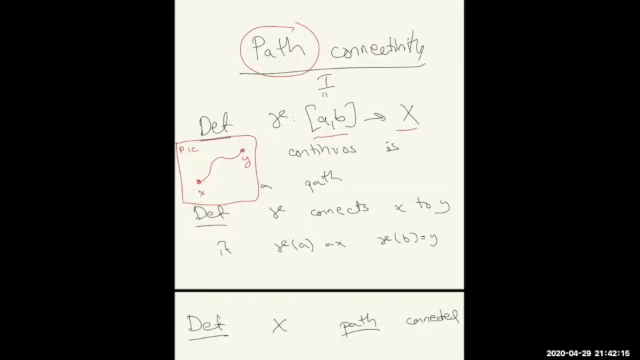 Path connectivity
I
=
Def γ: [a,b] → X
PIC
continuos is
y
x
a path
Def γ connects x to y
if γ(a) = x γ(b) = y
Def X path connected
2020-04-29 21:42:15